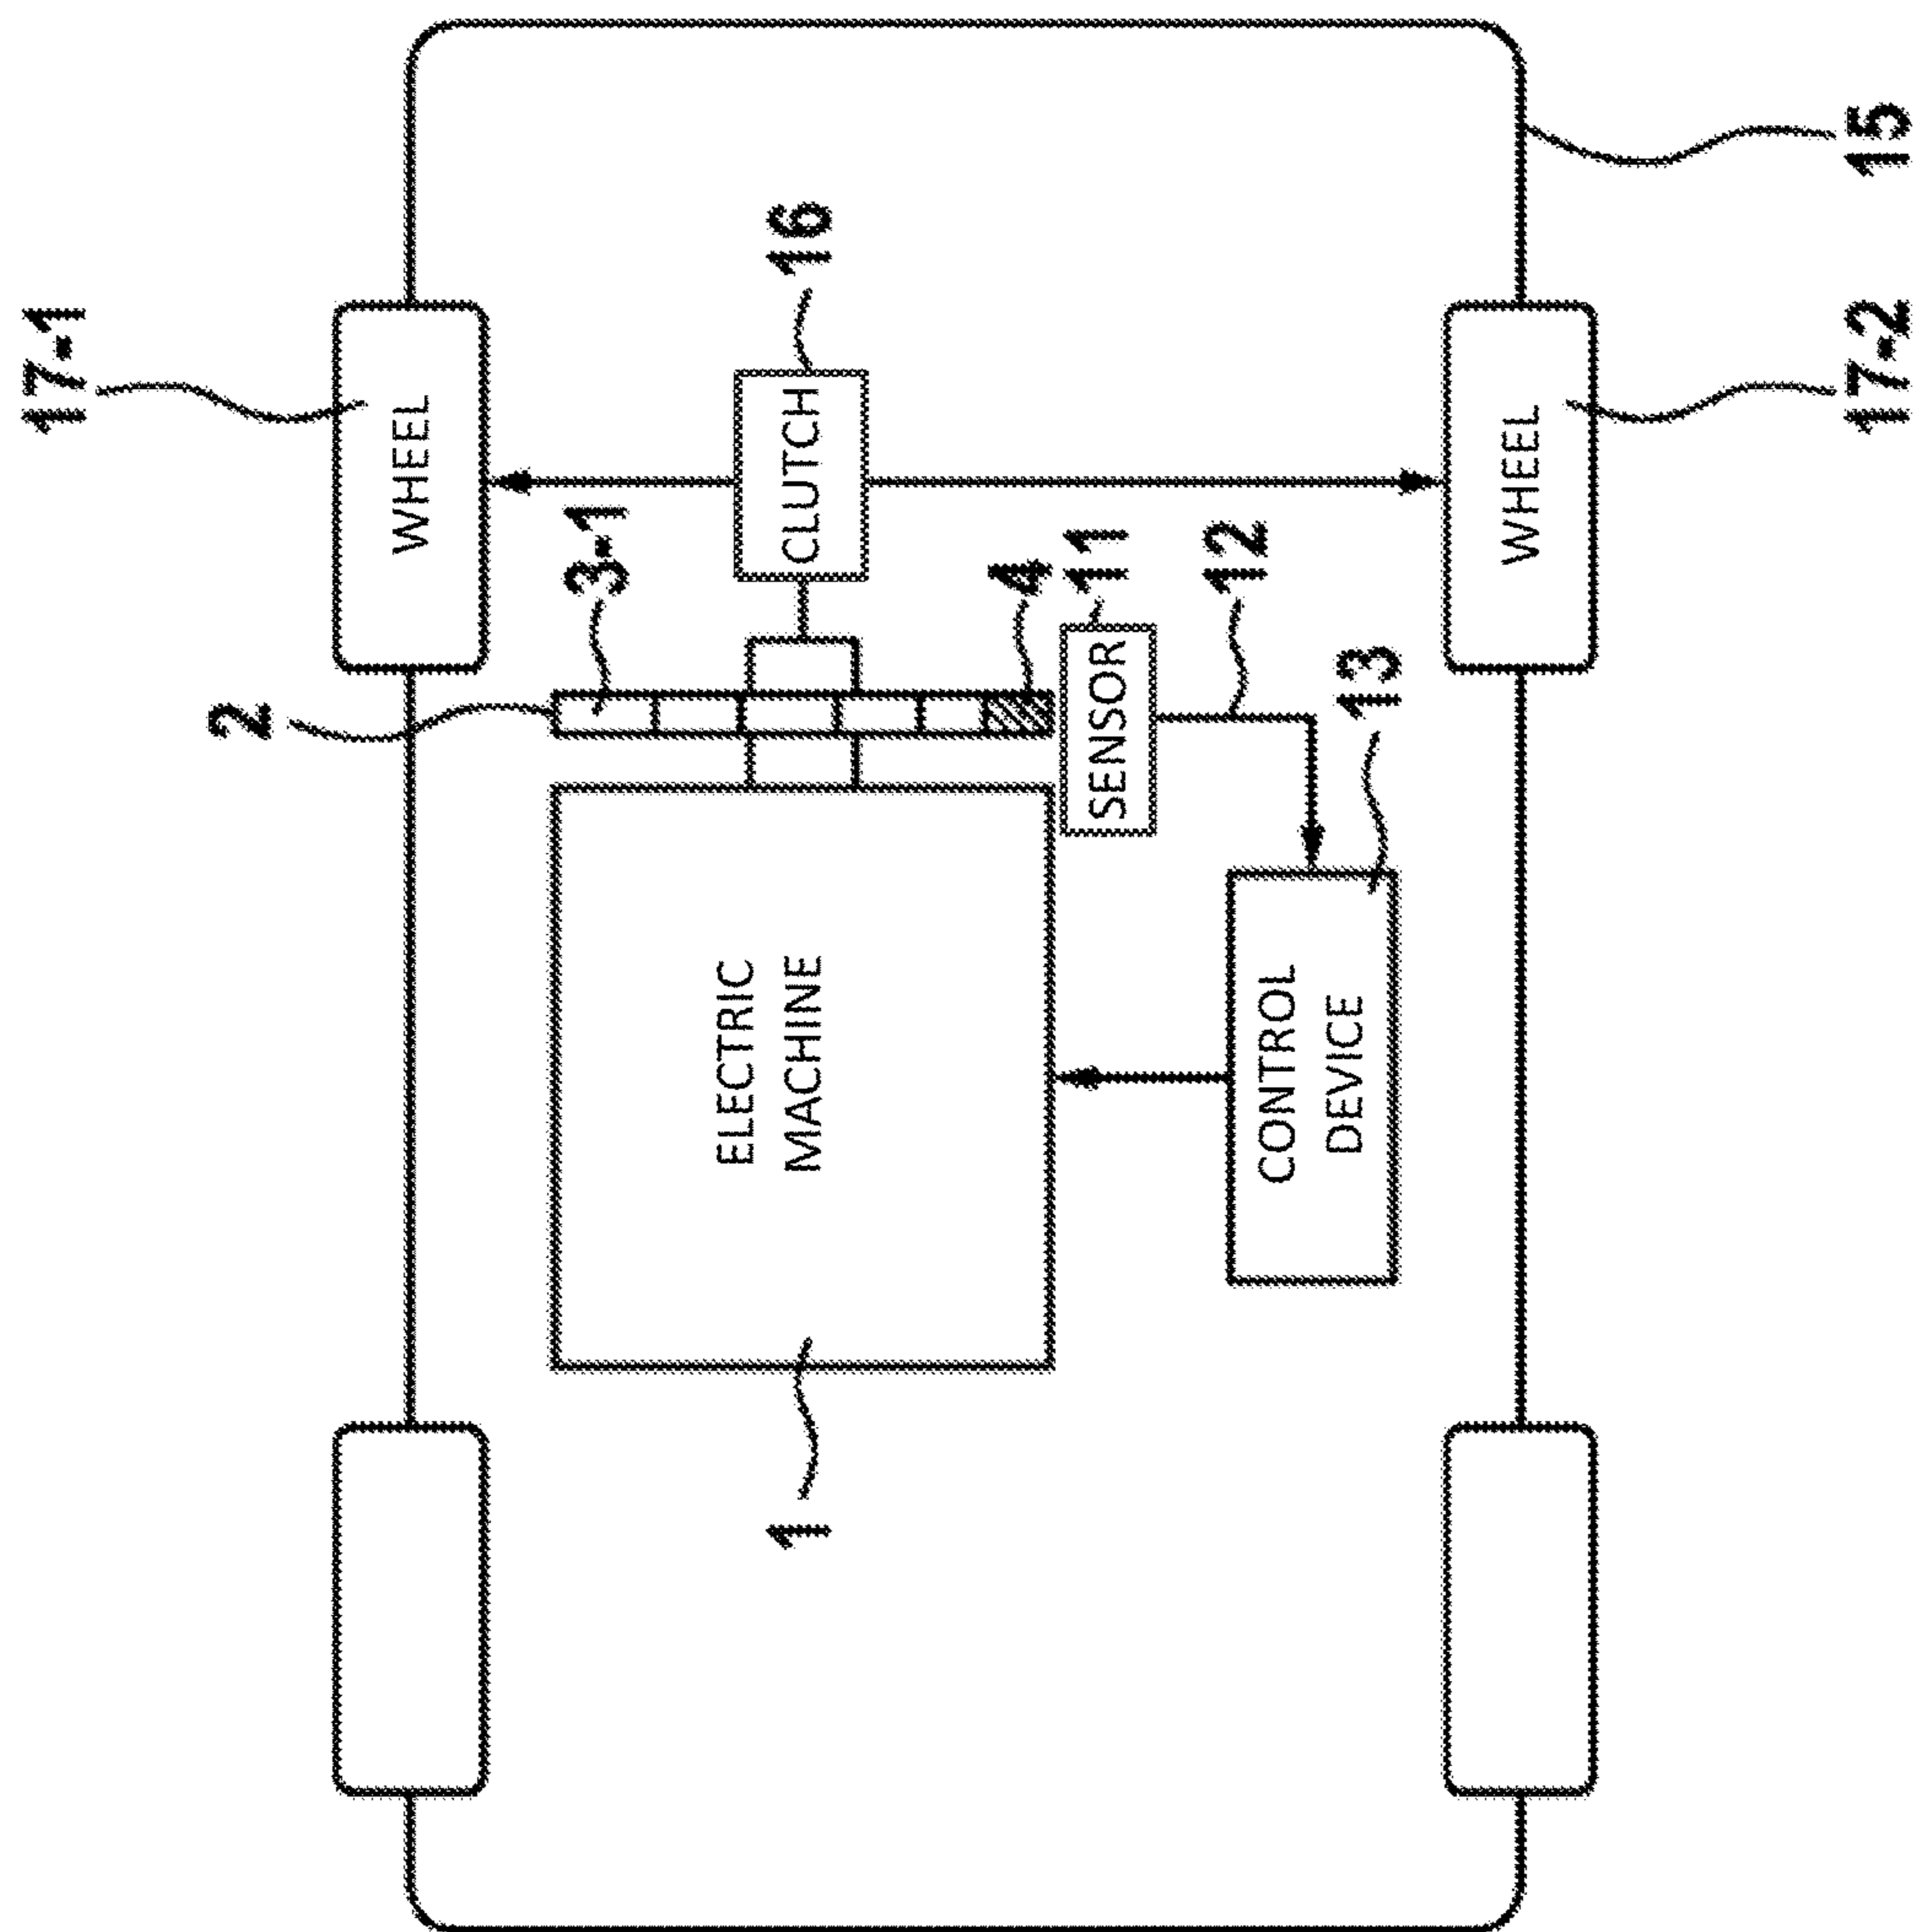 17-1
2
WHEEL
3-1
ELECTRIC
MACHINE
1
CLUTCH
16
4
SENSOR
11
12
CONTROL
DEVICE
13
WHEEL
17-2
15